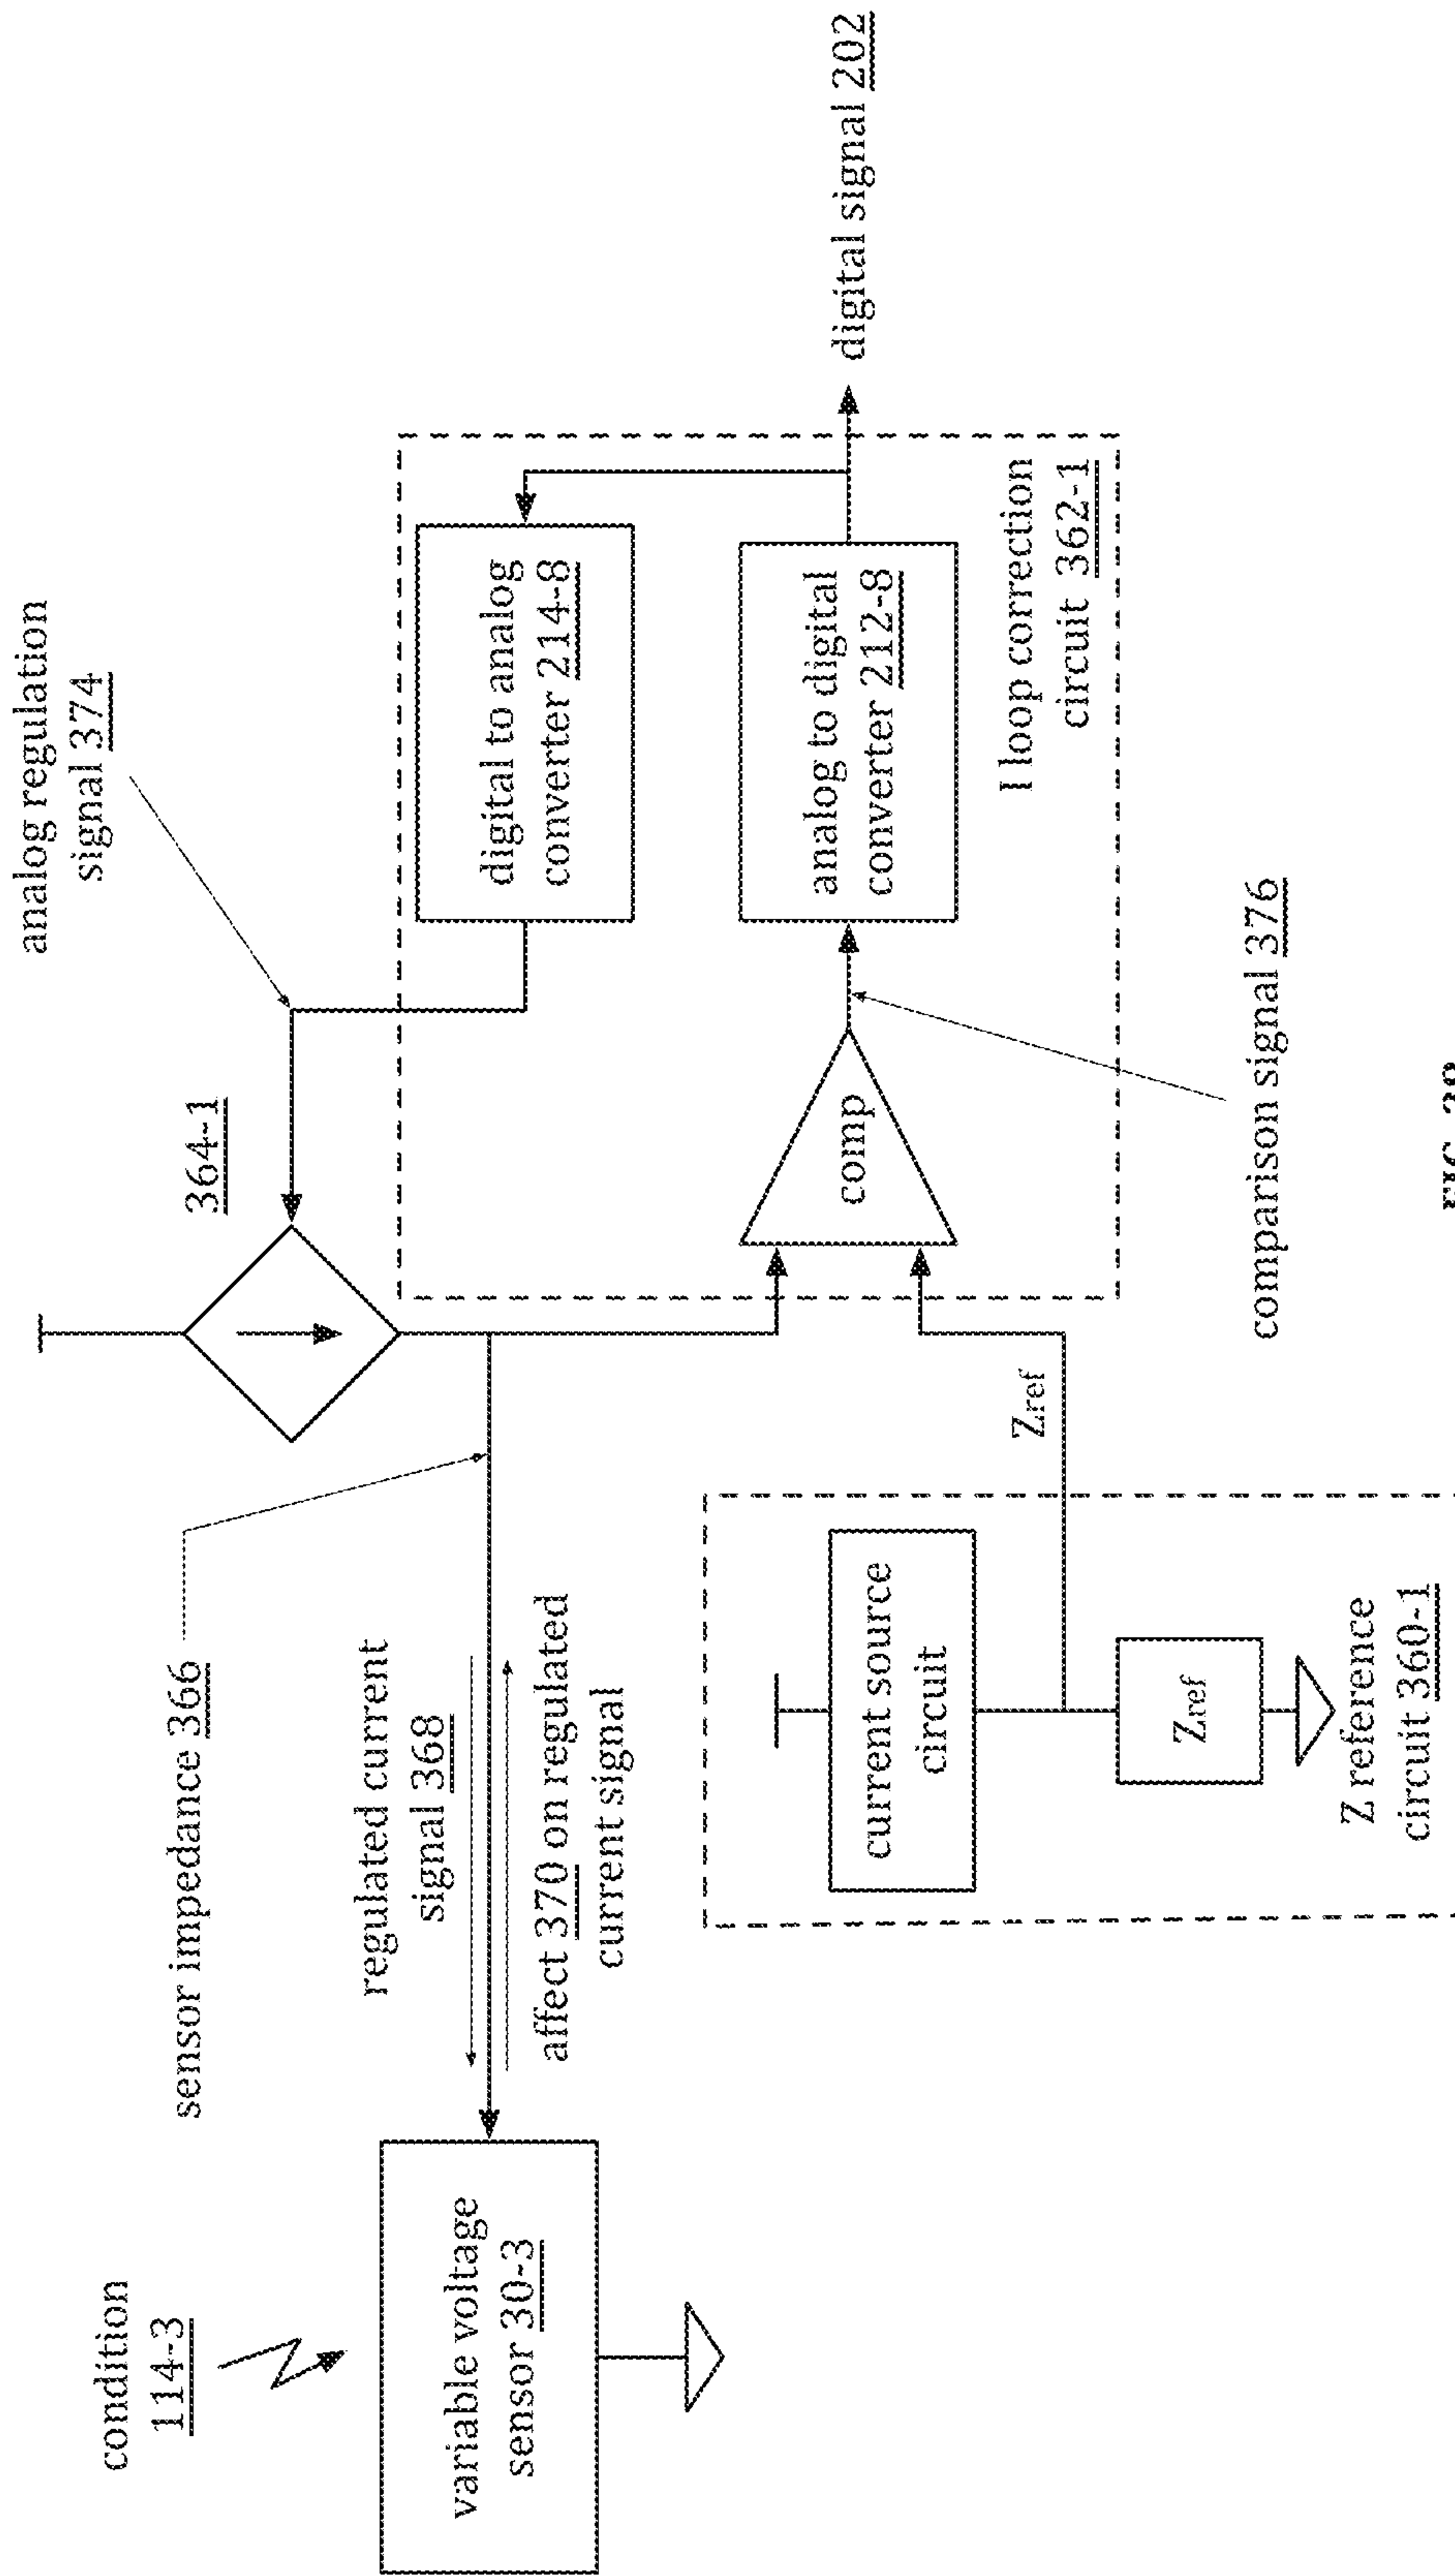 condition
114-3
variable voltage
sensor 30-3
sensor impedance 366
regulated current
signal 368
affect 370 on regulated
current signal
364-1
analog regulation
signal 374
digital to analog
converter 214-8
analog to digital
converter 212-8
comp
I loop correction
circuit 362-1
digital signal 202
comparison signal 376
Zref
current source
circuit
Zref
Z reference
circuit 360-1
FIG.